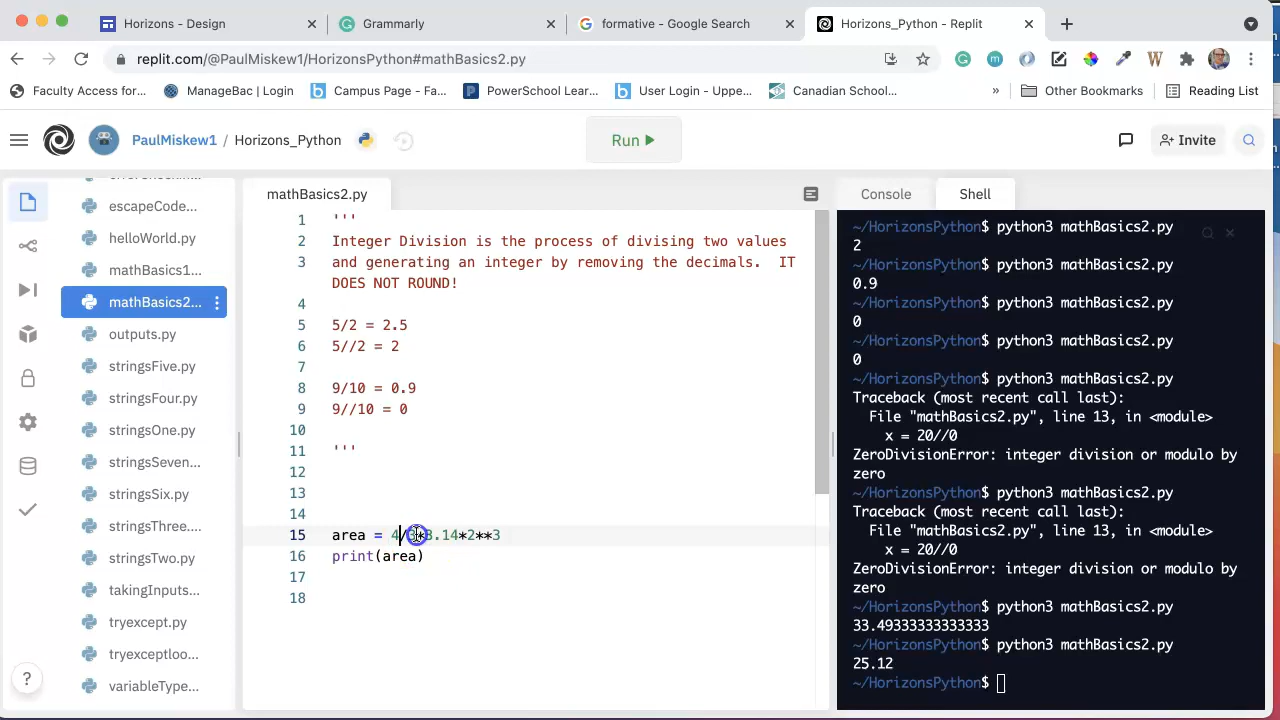 Horizons - Design
Grammarly
formative - Google Search
Horizons_Python - Replit
replit.com/@PaulMiskew1/HorizonsPython#mathBasics2.py
Faculty Access for...
ManageBac | Login
Campus Page - Fa...
PowerSchool Lear...
User Login - Uppe...
Canadian School...
»
Other Bookmarks
Reading List
PaulMiskew1 / Horizons_Python
Run
Invite
escapeCode...
helloWorld.py
mathBasics1...
mathBasics2...
outputs.py
stringsFive.py
stringsFour.py
stringsOne.py
stringsSeven...
stringsSix.py
stringsThree....
stringsTwo.py
takingInputs...
tryexcept.py
tryexceptloo...
variableType...
?
mathBasics2.py
1 '''
2 Integer Division is the process of divising two values
3 and generating an integer by removing the decimals.  IT
DOES NOT ROUND!
4
5 5/2 = 2.5
6 5//2 = 2
7
8 9/10 = 0.9
9 9//10 = 0
10
11 '''
12
13
14
15 area = 4/3*3.14*2**3
16 print(area)
17
18
Console
Shell
~/HorizonsPython$ python3 mathBasics2.py
2
~/HorizonsPython$ python3 mathBasics2.py
0.9
~/HorizonsPython$ python3 mathBasics2.py
0
~/HorizonsPython$ python3 mathBasics2.py
0
~/HorizonsPython$ python3 mathBasics2.py
Traceback (most recent call last):
File "mathBasics2.py", line 13, in <module>
x = 20//0
ZeroDivisionError: integer division or modulo by
zero
~/HorizonsPython$ python3 mathBasics2.py
Traceback (most recent call last):
File "mathBasics2.py", line 13, in <module>
x = 20//0
ZeroDivisionError: integer division or modulo by
zero
~/HorizonsPython$ python3 mathBasics2.py
33.49333333333333
~/HorizonsPython$ python3 mathBasics2.py
25.12
~/HorizonsPython$